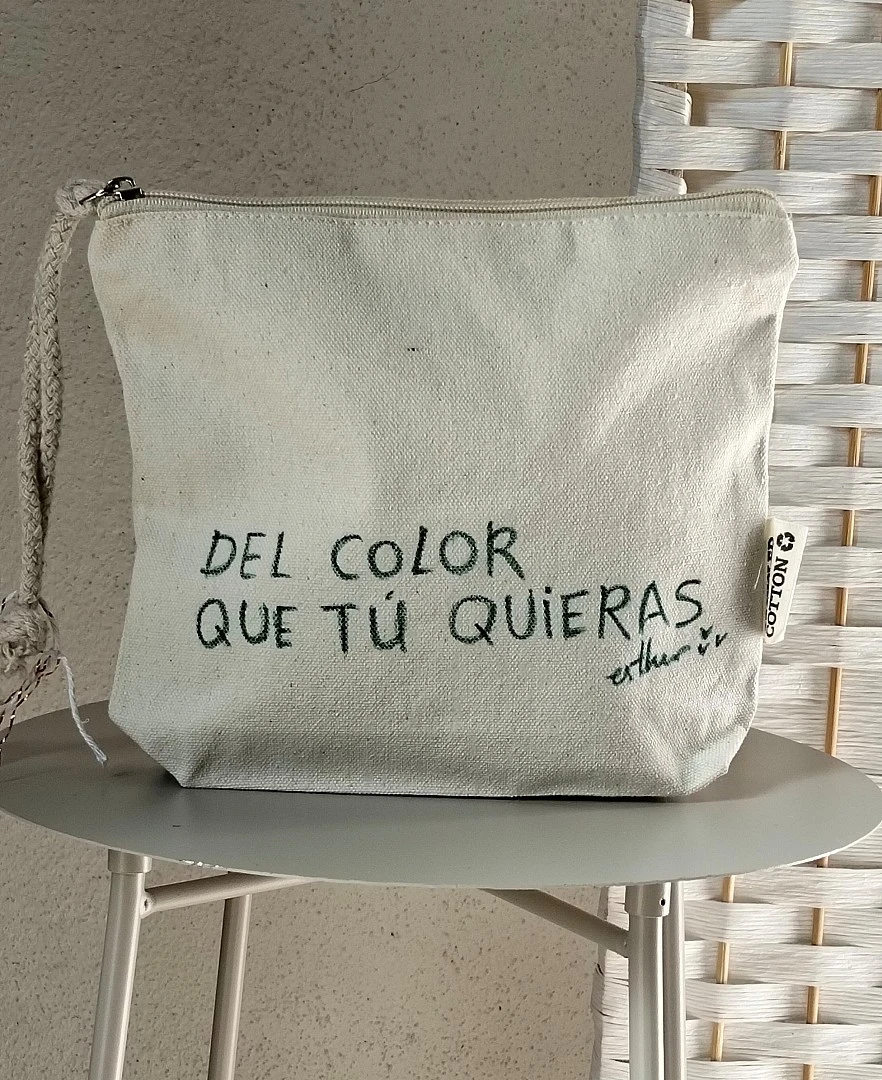 DEL COLOR
QUE TÚ QUiERAS
esther
COTTON